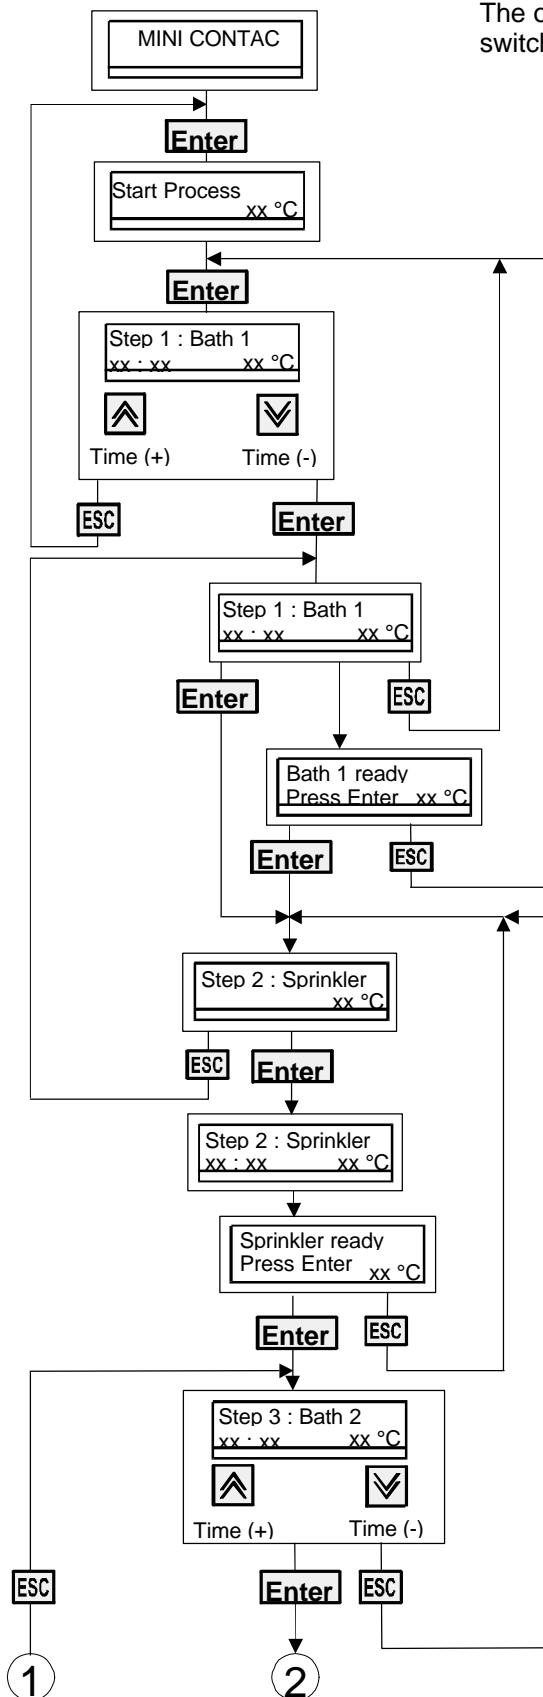 The
switch
MINI CONTAC
Enter
Start Process
xx °C
Enter
Step 1 : Bath 1
xx : xx xx °C
Time (+) Time (-)
ESC Enter
Step 1 : Bath 1
xx : xx xx °C
Enter ESC
Bath 1 ready
Press Enter xx °C
Enter ESC
Step 2 : Sprinkler
xx °C
ESC Enter
Step 2 : Sprinkler
xx : xx xx °C
Sprinkler ready
Press Enter xx °C
Enter ESC
Step 3 : Bath 2
xx : xx xx °C
Time (+) Time (-)
ESC Enter ESC
1 2